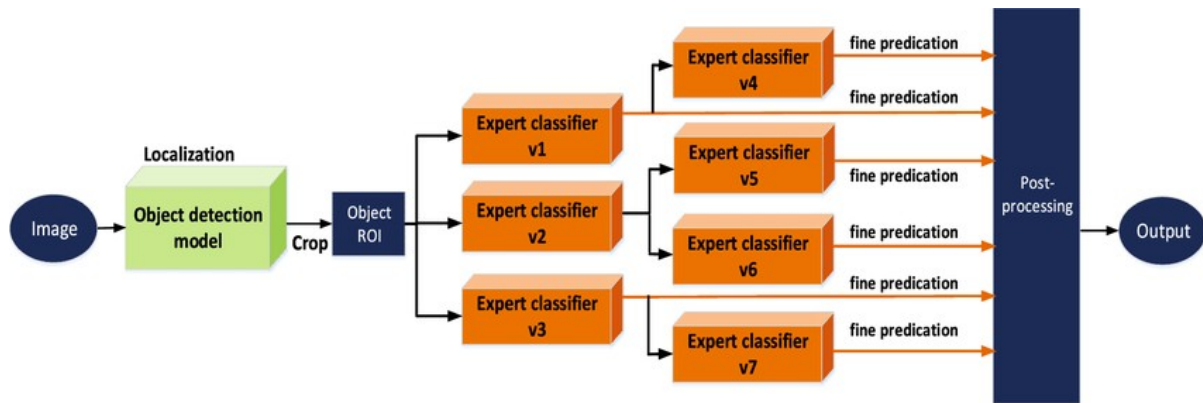 Image
Localization
Object detection
model
Crop
Object
ROI
Expert classifier
v1
Expert classifier
v2
Expert classifier
v3
Expert classifier
v4
Expert classifier
v5
Expert classifier
v6
Expert classifier
v7
fine predication
fine predication
fine predication
fine predication
fine predication
fine predication
Post-
processing
Output